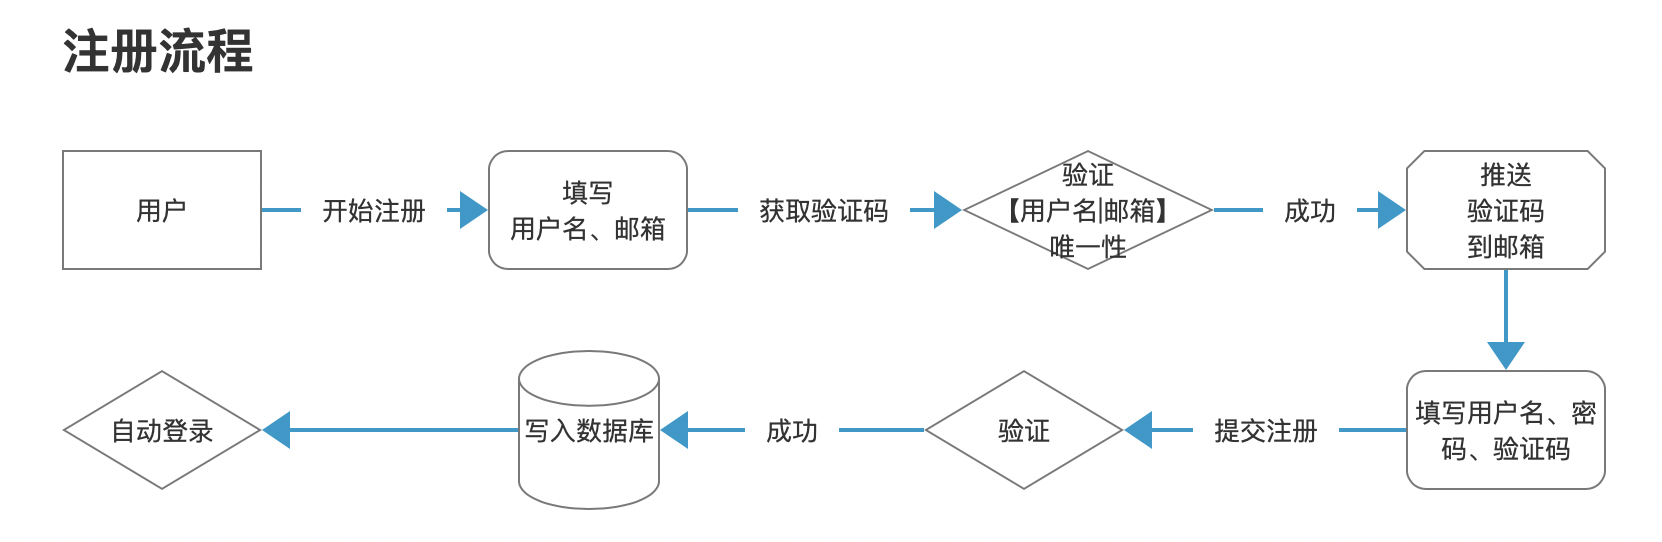 注册流程
用户
开始注册
填写
用户名、邮箱
获取验证码
验证
【用户名|邮箱】
唯一性
成功
推送
验证码
到邮箱
填写用户名、密
码、验证码
提交注册
验证
成功
写入数据库
自动登录